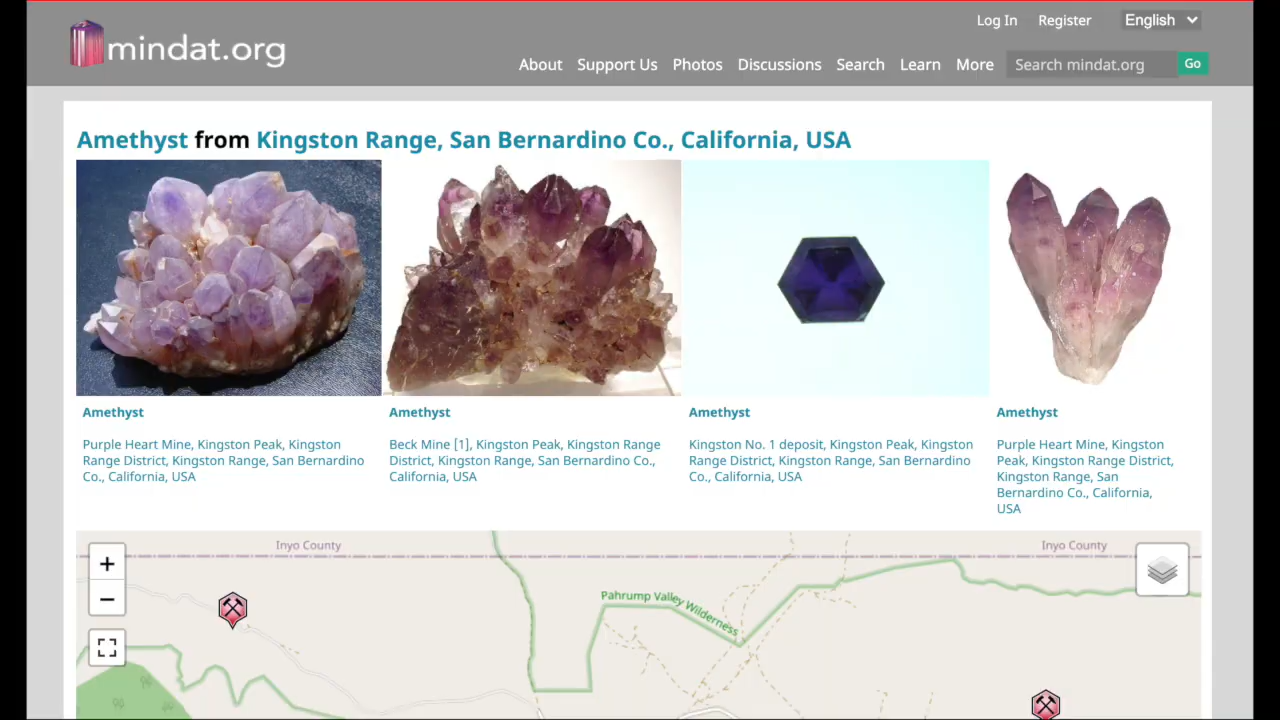 Log In Register English
mindat.org
About Support Us Photos Discussions Search Learn More Search mindat.org Go
Amethyst from Kingston Range, San Bernardino Co., California, USA
Amethyst
Purple Heart Mine, Kingston Peak, Kingston
Range District, Kingston Range, San Bernardino
Co., California, USA
Amethyst
Beck Mine [1], Kingston Peak, Kingston Range
District, Kingston Range, San Bernardino Co.,
California, USA
Amethyst
Kingston No. 1 deposit, Kingston Peak, Kingston
Range District, Kingston Range, San Bernardino
Co., California, USA
Amethyst
Purple Heart Mine, Kingston
Peak, Kingston Range District,
Kingston Range, San
Bernardino Co., California,
USA
Inyo County
Inyo County
+
−
Pahrump Valley Wilderness